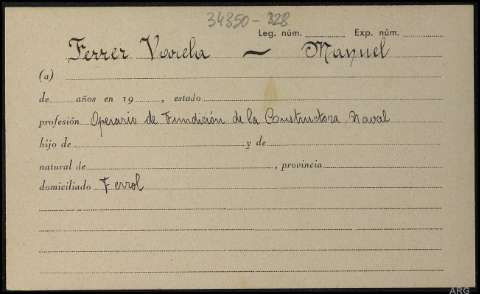 34850-328
Leg. núm. Exp. núm.
Ferrer Varela — Manuel
(a)
de años en 19 , estado
profesión Operario de Fundición de la Constructora Naval
hijo de y de
natural de , provincia
domiciliado Ferrol
ARG